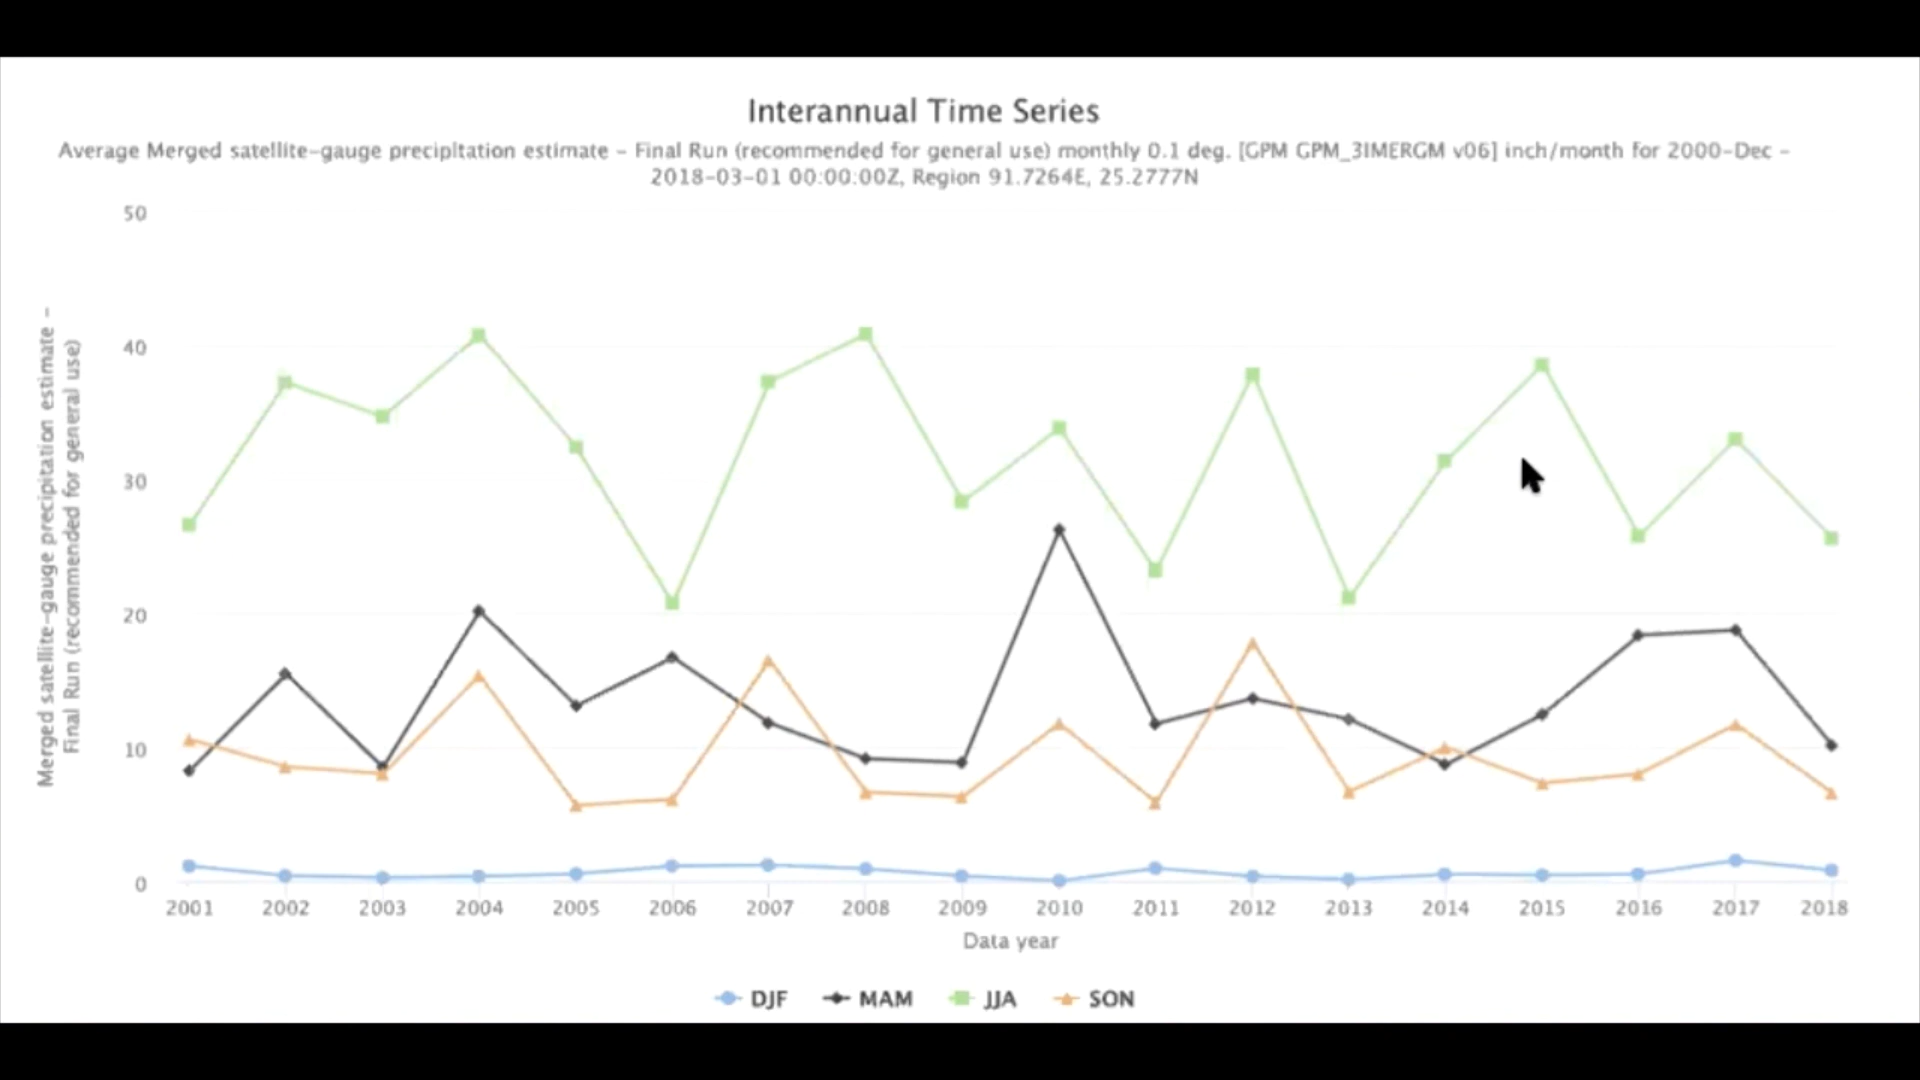 Interannual Time Series
Average Merged satellite-gauge precipitation estimate - Final Run (recommended for general use) monthly 0.1 deg. [GPM GPM_3IMERGM v06] inch/month for 2000-Dec -
2018-03-01 00:00:00Z, Region 91.7264E, 25.2777N
Merged satellite-gauge precipitation estimate -
Final Run (recommended for general use)
50
40
30
20
10
0
2001 2002 2003 2004 2005 2006 2007 2008 2009 2010 2011 2012 2013 2014 2015 2016 2017 2018
Data year
DJF MAM JJA SON